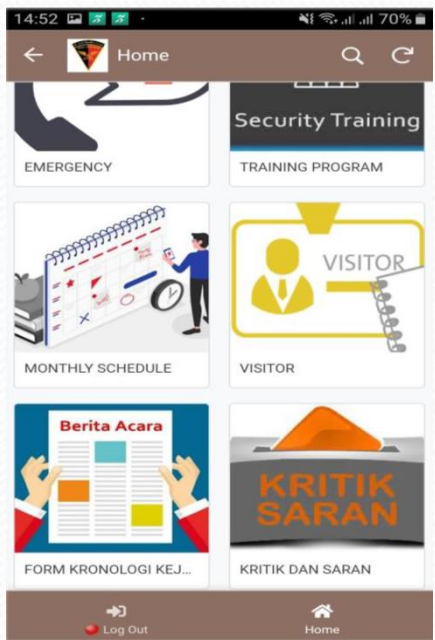 14:52
70%
Home
Security Training
EMERGENCY
TRAINING PROGRAM
VISITOR
MONTHLY SCHEDULE
VISITOR
Berita Acara
KRITIK
SARAN
FORM KRONOLOGI KEJ...
KRITIK DAN SARAN
Log Out
Home